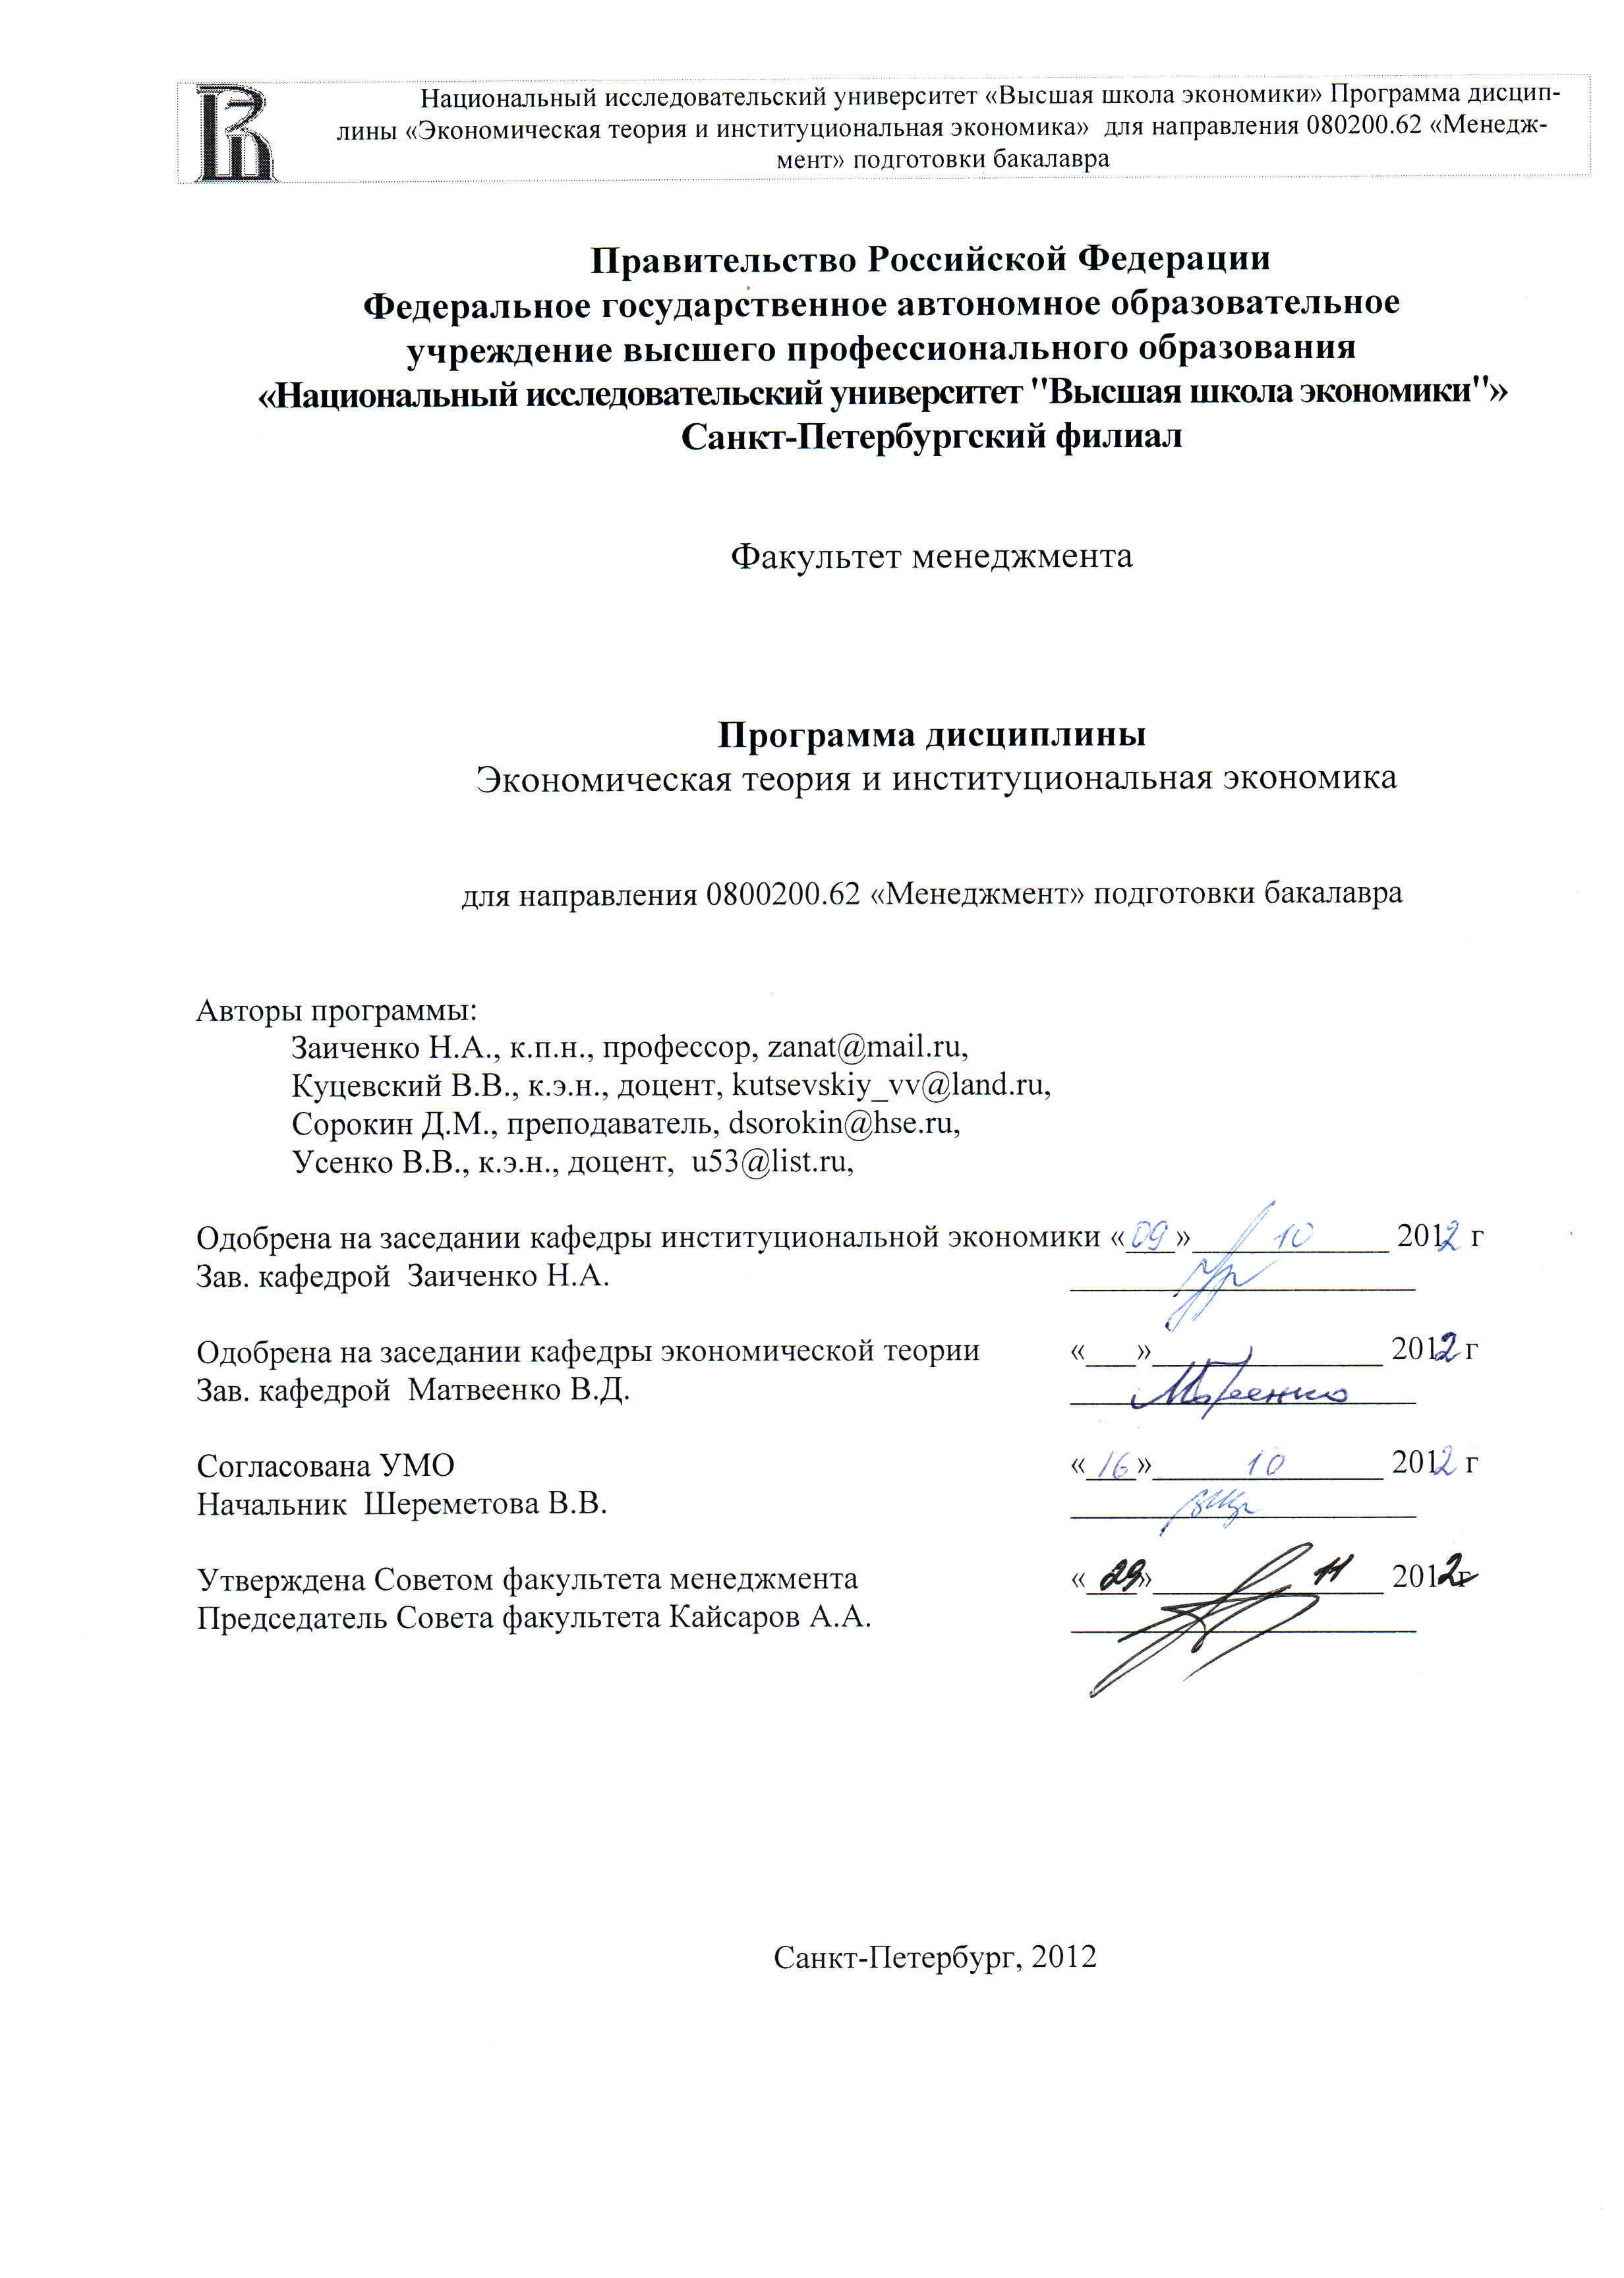 Национальный исследовательский университет «Высшая школа экономики» Программа дисцип-
лины «Экономическая теория и институциональная экономика» для направления 080200.62 «Менедж-
мент» подготовки бакалавра
Правительство Российской Федерации
Федеральное государственное автономное образовательное
учреждение высшего профессионального образования
«Национальный исследовательский университет "Высшая школа экономики"»
Санкт-Петербургский филиал
Факультет менеджмента
Программа дисциплины
Экономическая теория и институциональная экономика
для направления 0800200.62 «Менеджмент» подготовки бакалавра
Авторы программы:
Заиченко Н.А., к.п.н., профессор, zanat@mail.ru,
Куцевский В.В., к.э.н., доцент, kutsevskiy_vv@land.ru,
Сорокин Д.М., преподаватель, dsorokin@hse.ru,
Усенко В.В., к.э.н., доцент, u53@list.ru,
Одобрена на заседании кафедры институциональной экономики «09» 10 2012 г
Зав. кафедрой Заиченко Н.А.
Одобрена на заседании кафедры экономической теории «___»______________ 2012 г
Зав. кафедрой Матвеенко В.Д.
Согласована УМО «16» 10 2012 г
Начальник Шереметова В.В.
Утверждена Советом факультета менеджмента «29» 11 2012 г
Председатель Совета факультета Кайсаров А.А.
Санкт-Петербург, 2012